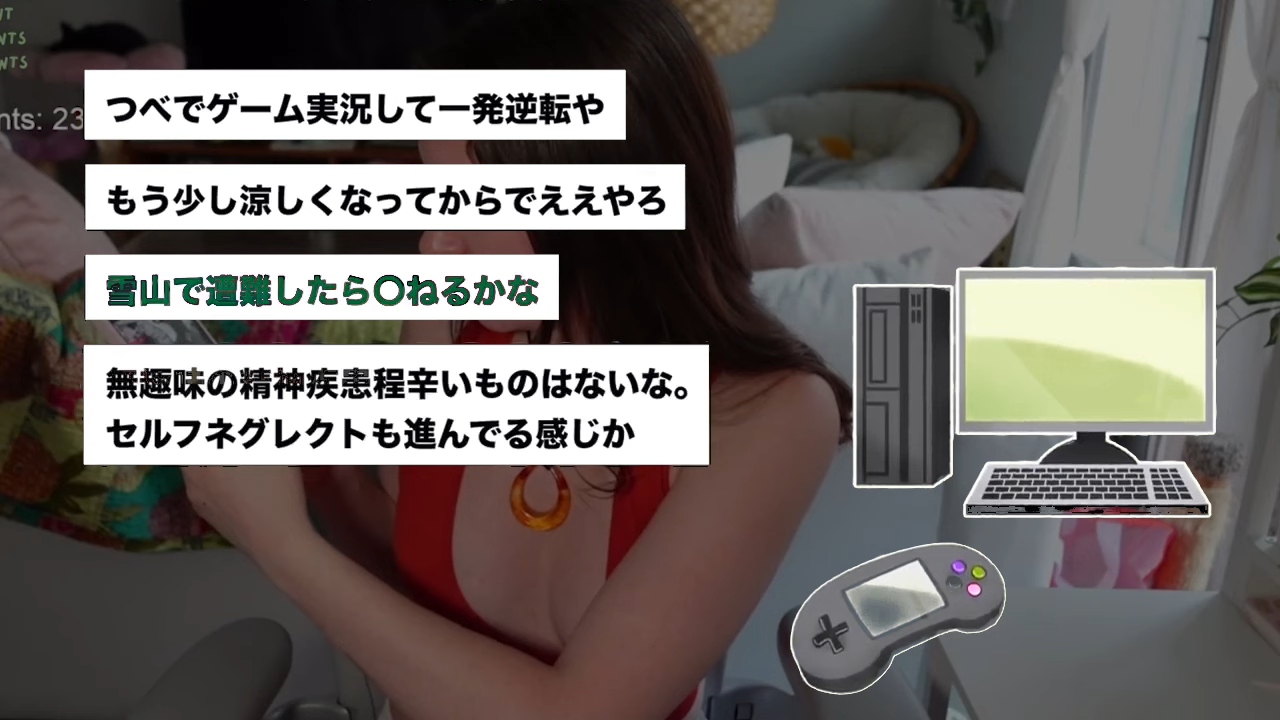 NTS
NTS
nts: 23
つべでゲーム実況して一発逆転や
もう少し涼しくなってからでええやろ
雪山で遭難したら〇ねるかな
無趣味の精神疾患程辛いものはないな。
セルフネグレクトも進んでる感じか